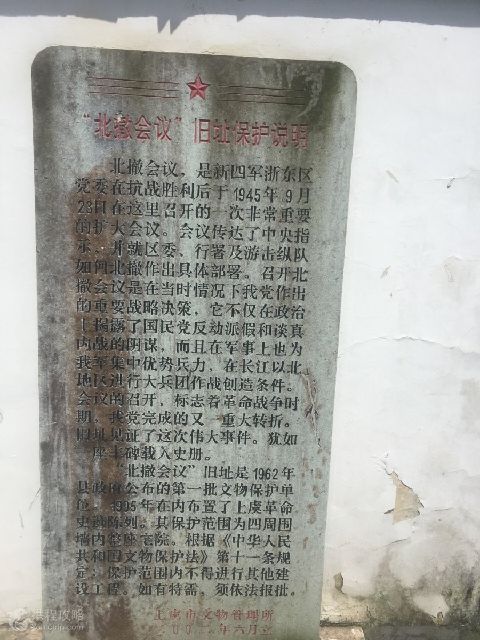 “北撤会议”旧址保护说明
北撤会议，是新四军浙东区
党委在抗战胜利后于1945年9月
23日在这里召开的一次非常重要
的扩大会议。会议传达了中央指
示，并就区委、行署及游击纵队
如何北撤作出具体部署。召开北
撤会议是在当时情况下我党作出
的重要战略决策，它不仅在政治
上揭露了国民党反动派假和谈真
内战的阴谋，而且在军事上也为
我军集中优势兵力、在长江以北
地区进行大兵团作战创造条件。
会议的召开，标志着革命战争时
期，我党完成的又一重大转折。
旧址见证了这次伟大事件。犹如
一座丰碑载入史册。
“北撤会议”旧址是1962年
县政府公布的第一批文物保护单
位，1995年在内布置了上虞革命
史迹陈列。其保护范围为四周围
墙内整座宅院。根据《中华人民
共和国文物保护法》第十一条规
定，保护范围内不得进行其他建
设工程。如有特需，须依法报批。
上虞市文物管理所
年六月立
携程攻略